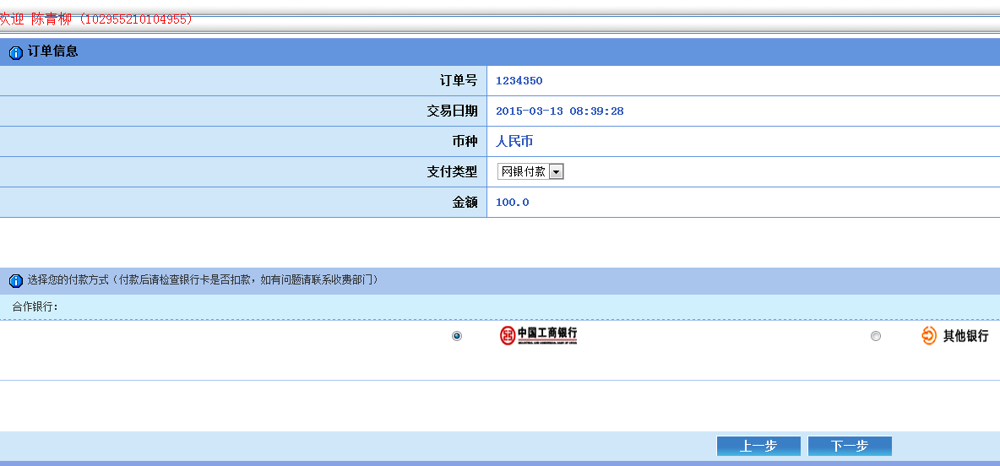 欢迎 陈青柳 (102955210104955)
订单信息
订单号 1234350
交易日期 2015-03-13 08:39:28
币种 人民币
支付类型 网银付款
金额 100.0
选择您的付款方式（付款后请检查银行卡是否扣款，如有问题请联系收费部门）
合作银行：
中国工商银行 其他银行
上一步 下一步